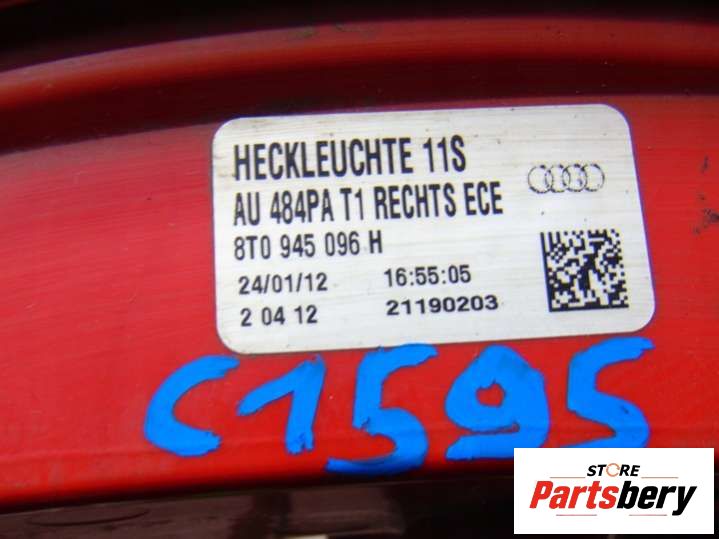 HECKLEUCHTE 11S
AU 484PA T1 RECHTS ECE
8T0 945 096 H
24/01/12 16:55:05
2 04 12 21190203
C1595
STORE
Partsbery